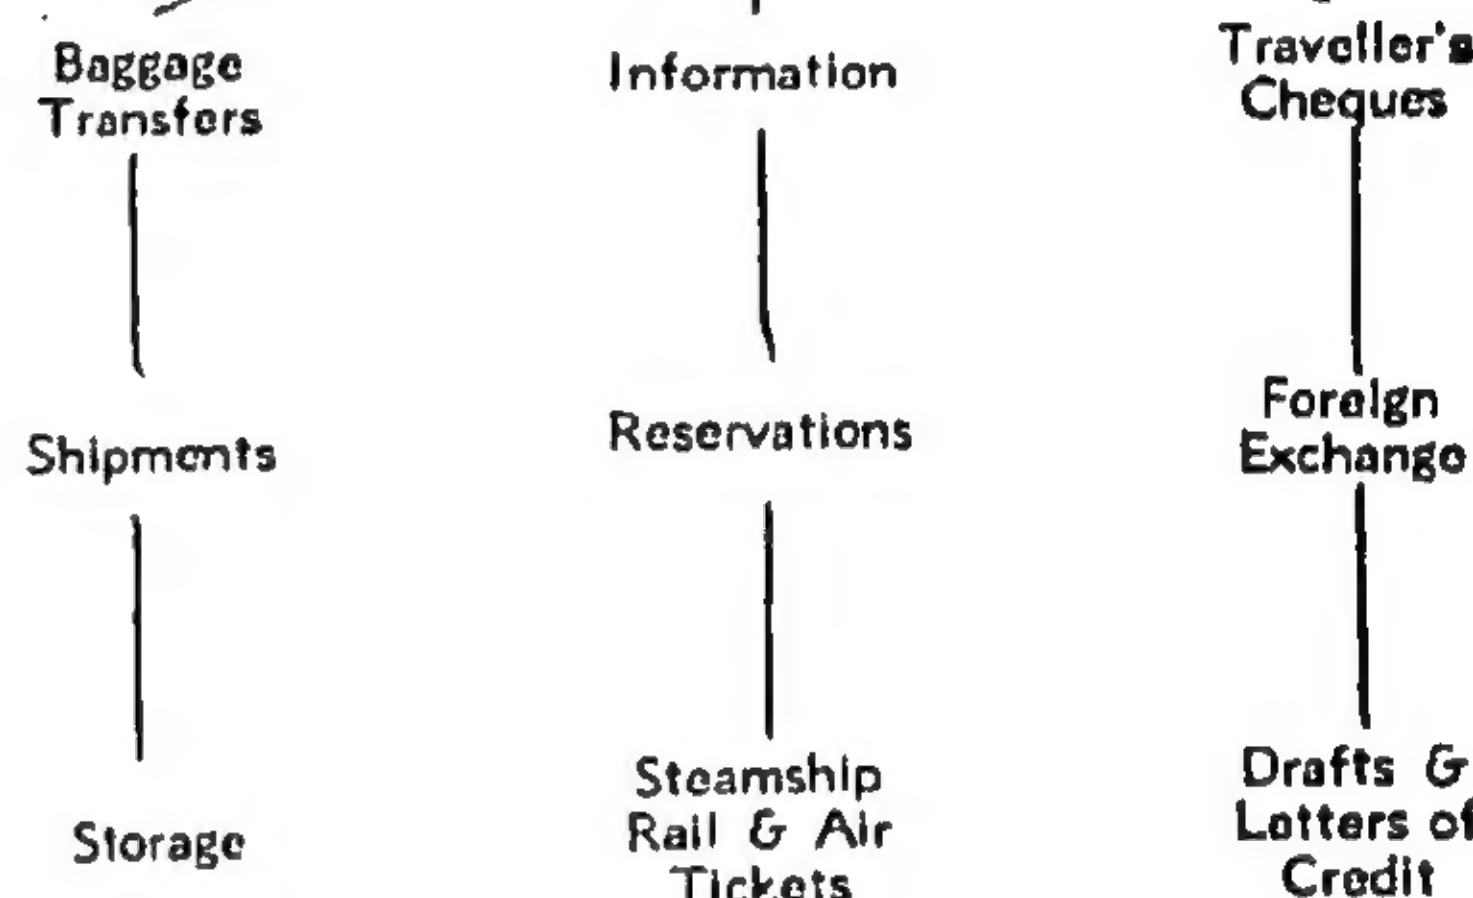 Baggage
Transfers
Information
Traveller's
Cheques
Shipments
Reservations
Foreign
Exchange
Storage
Steamship
Rail & Air
Tickets
Drafts &
Letters of
Credit